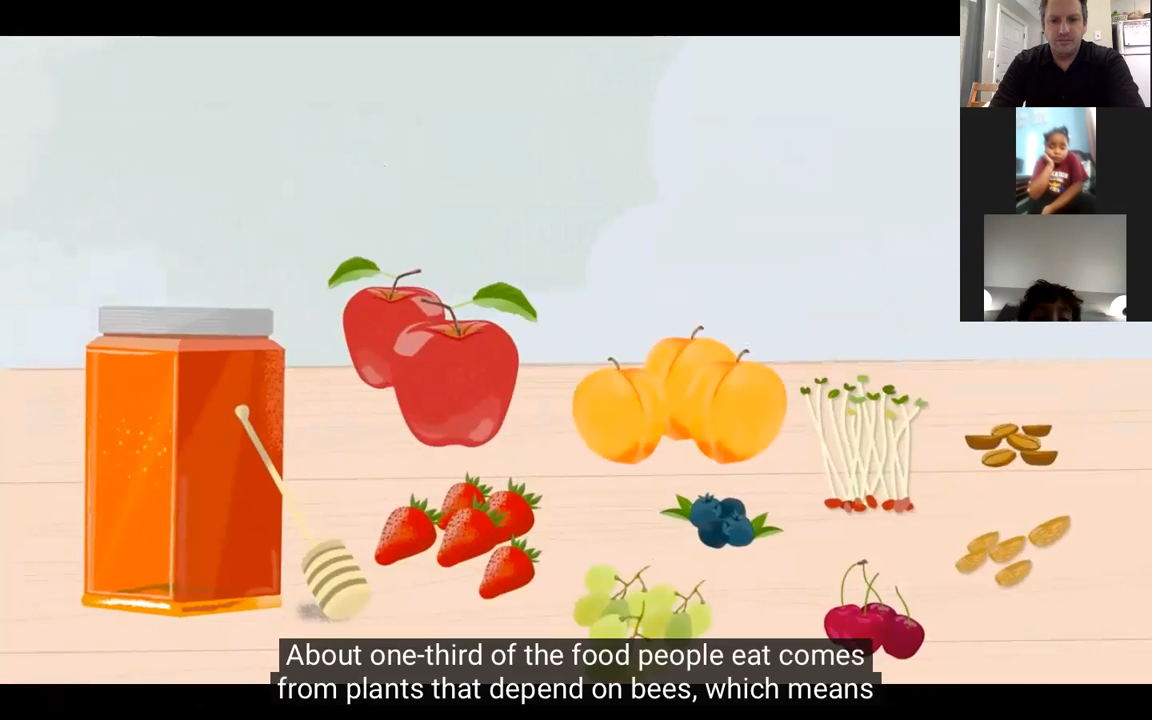 About one-third of the food people eat comes
from plants that depend on bees, which means